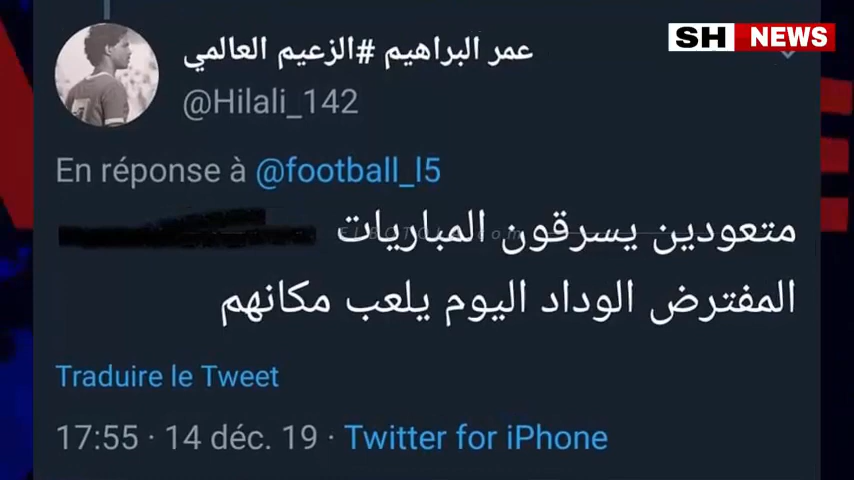 SH NEWS
عمر البراهيم #الزعيم العالمي
@Hilali_142
En réponse à @football_l5
متعودين يسرقون المباريات
المفترض الوداد اليوم يلعب مكانهم
Traduire le Tweet
17:55 · 14 déc. 19 · Twitter for iPhone